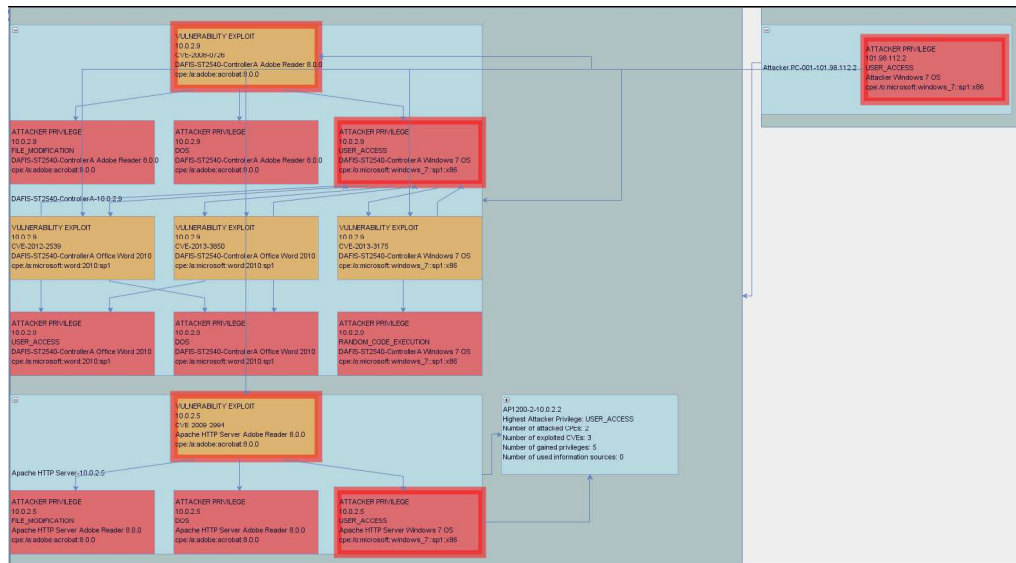 VULNERABILITY EXPLOIT
10.0.2.9
CVE-2008-0726
DAFIS-ST2540-ControllerA Adobe Reader 8.0.0
cpe:/a:adobe:acrobat:8.0.0
Attacker PC-001-101.98.112.2
ATTACKER PRIVILEGE
101.98.112.2
USER_ACCESS
Attacker Windows 7 OS
cpe:/o:microsoft:windows_7::sp1:x86
ATTACKER PRIVILEGE
10.0.2.9
FILE_MODIFICATION
DAFIS-ST2540-ControllerA Adobe Reader 8.0.0
cpe:/a:adobe:acrobat:8.0.0
ATTACKER PRIVILEGE
10.0.2.9
DOS
DAFIS-ST2540-ControllerA Adobe Reader 8.0.0
cpe:/a:adobe:acrobat:8.0.0
ATTACKER PRIVILEGE
10.0.2.9
USER_ACCESS
DAFIS-ST2540-ControllerA Windows 7 OS
cpe:/o:microsoft:windows_7::sp1:x86
DAFIS-ST2540-ControllerA-10.0.2.9
VULNERABILITY EXPLOIT
10.0.2.9
CVE-2012-2539
DAFIS-ST2540-ControllerA Office Word 2010
cpe:/a:microsoft:word:2010:sp1
VULNERABILITY EXPLOIT
10.0.2.9
CVE-2013-3850
DAFIS-ST2540-ControllerA Office Word 2010
cpe:/a:microsoft:word:2010:sp1
VULNERABILITY EXPLOIT
10.0.2.9
CVE-2013-3175
DAFIS-ST2540-ControllerA Windows 7 OS
cpe:/o:microsoft:windows_7::sp1:x86
ATTACKER PRIVILEGE
10.0.2.9
USER_ACCESS
DAFIS-ST2540-ControllerA Office Word 2010
cpe:/a:microsoft:word:2010:sp1
ATTACKER PRIVILEGE
10.0.2.9
DOS
DAFIS-ST2540-ControllerA Office Word 2010
cpe:/a:microsoft:word:2010:sp1
ATTACKER PRIVILEGE
10.0.2.9
RANDOM_CODE_EXECUTION
DAFIS-ST2540-ControllerA Windows 7 OS
cpe:/o:microsoft:windows_7::sp1:x86
VULNERABILITY EXPLOIT
10.0.2.5
CVE-2009-2994
Apache HTTP Server Adobe Reader 8.0.0
cpe:/a:adobe:acrobat:8.0.0
AP1200-2-10.0.2.2
Highest Attacker Privilege: USER_ACCESS
Number of attacked CPEs: 2
Number of exploited CVEs: 3
Number of gained privileges: 5
Number of used information sources: 0
Apache HTTP Server-10.0.2.5
ATTACKER PRIVILEGE
10.0.2.5
FILE_MODIFICATION
Apache HTTP Server Adobe Reader 8.0.0
cpe:/a:adobe:acrobat:8.0.0
ATTACKER PRIVILEGE
10.0.2.5
DOS
Apache HTTP Server Adobe Reader 8.0.0
cpe:/a:adobe:acrobat:8.0.0
ATTACKER PRIVILEGE
10.0.2.5
USER_ACCESS
Apache HTTP Server Windows 7 OS
cpe:/o:microsoft:windows_7::sp1:x86